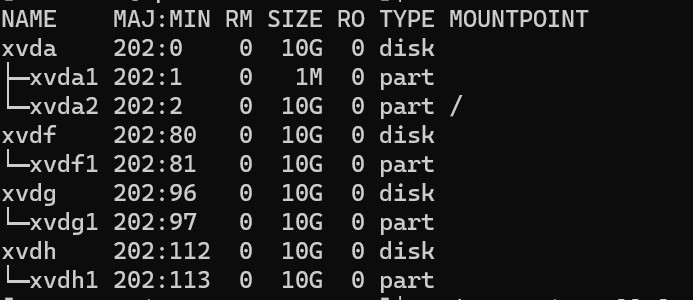 NAME    MAJ:MIN RM SIZE RO TYPE MOUNTPOINT
xvda    202:0    0  10G  0 disk
├─xvda1 202:1    0   1M  0 part
└─xvda2 202:2    0  10G  0 part /
xvdf    202:80   0  10G  0 disk
└─xvdf1 202:81   0  10G  0 part
xvdg    202:96   0  10G  0 disk
└─xvdg1 202:97   0  10G  0 part
xvdh    202:112  0  10G  0 disk
└─xvdh1 202:113  0  10G  0 part